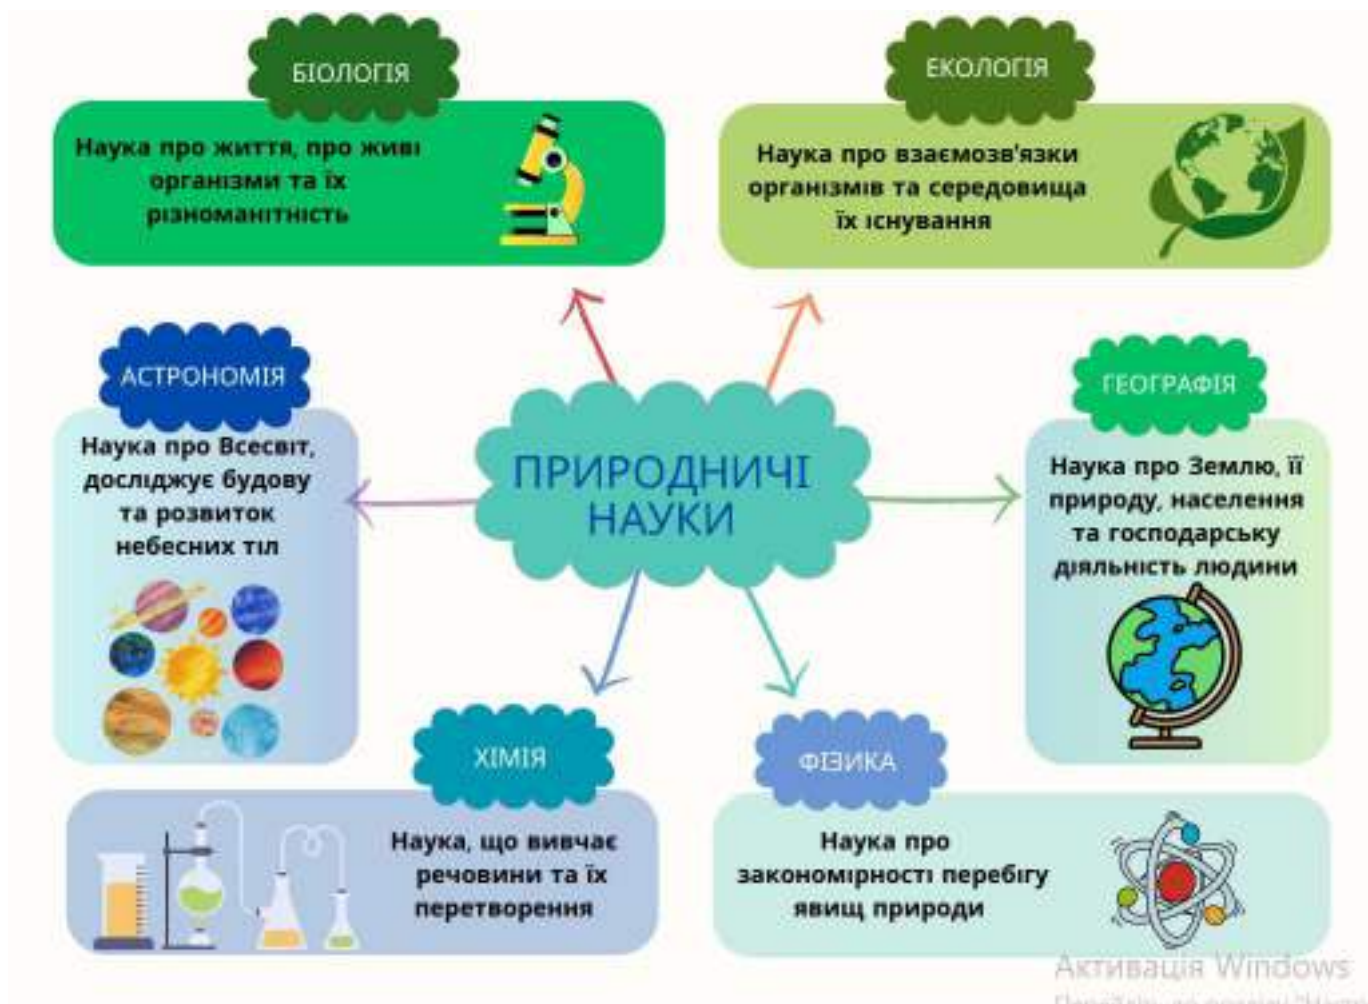 БІОЛОГІЯ
Наука про життя, про живі
організми та їх
різноманітність
ЕКОЛОГІЯ
Наука про взаємозв'язки
організмів та середовища
їх існування
АСТРОНОМІЯ
Наука про Всесвіт,
досліджує будову
та розвиток
небесних тіл
ПРИРОДНИЧІ
НАУКИ
ГЕОГРАФІЯ
Наука про Землю, її
природу, населення
та господарську
діяльність людини
ХІМІЯ
Наука, що вивчає
речовини та їх
перетворення
ФІЗИКА
Наука про
закономірності перебігу
явищ природи
Активація Windows